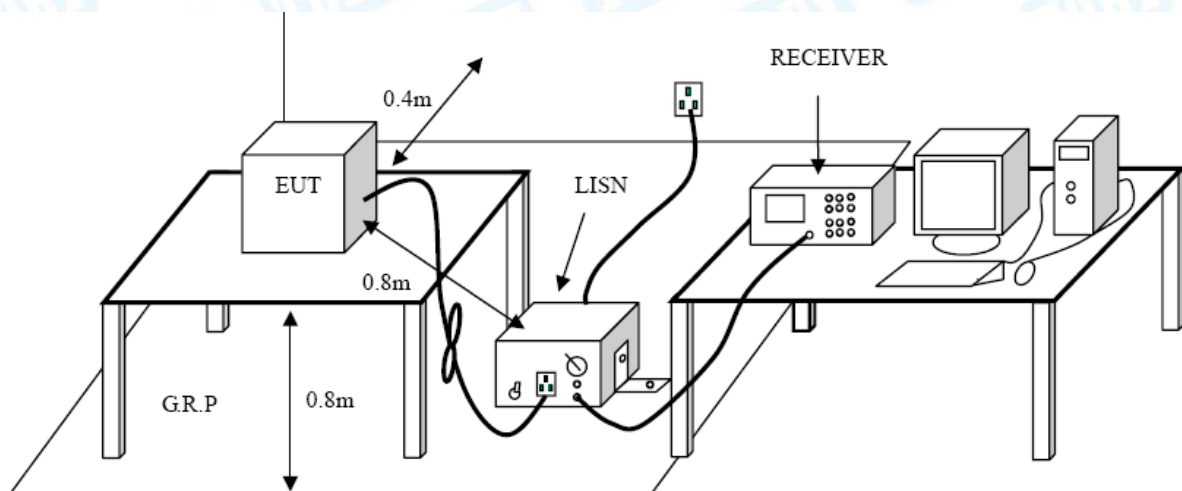 RECEIVER
0.4m
EUT
LISN
0.8m
G.R.P
0.8m